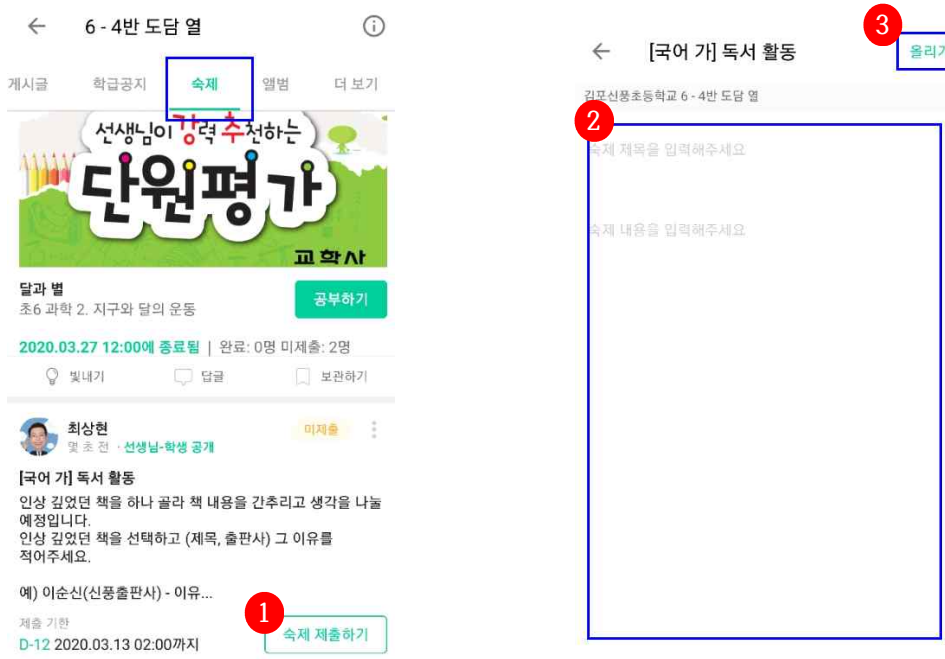 6 - 4반 도담 열
게시글 학급공지 숙제 앨범 더 보기
선생님이 강력 추천하는
단원평가
교학사
달과 별
초6 과학 2. 지구와 달의 운동
공부하기
2020.03.27 12:00에 종료됨 | 완료: 0명 미제출: 2명
빛내기 답글 보관하기
최상현
몇 초 전 · 선생님-학생 공개
미제출
[국어 가] 독서 활동
인상 깊었던 책을 하나 골라 책 내용을 간추리고 생각을 나눌
예정입니다.
인상 깊었던 책을 선택하고 (제목, 출판사) 그 이유를
적어주세요.
예) 이순신(신풍출판사) - 이유...
제출 기한
D-12 2020.03.13 02:00까지
1
숙제 제출하기
3
[국어 가] 독서 활동
올리기
김포신풍초등학교 6 - 4반 도담 열
2
숙제 제목을 입력해주세요
숙제 내용을 입력해주세요